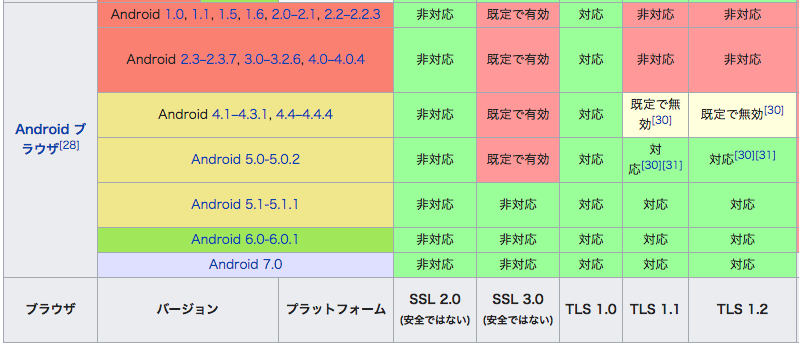 Android 1.0, 1.1, 1.5, 1.6, 2.0–2.1, 2.2–2.2.3 非対応 既定で有効 対応 非対応 非対応
Android 2.3–2.3.7, 3.0–3.2.6, 4.0–4.0.4 非対応 既定で有効 対応 非対応 非対応
Android 4.1–4.3.1, 4.4–4.4.4 非対応 既定で有効 対応 既定で無
効[30] 既定で無効[30]
Android ブ
ラウザ[28]
Android 5.0-5.0.2 非対応 既定で有効 対応 対
応[30][31] 対応[30][31]
Android 5.1-5.1.1 非対応 非対応 対応 対応 対応
Android 6.0-6.0.1 非対応 非対応 対応 対応 対応
Android 7.0 非対応 非対応 対応 対応 対応
ブラウザ バージョン プラットフォーム SSL 2.0
(安全ではない) SSL 3.0
(安全ではない) TLS 1.0 TLS 1.1 TLS 1.2